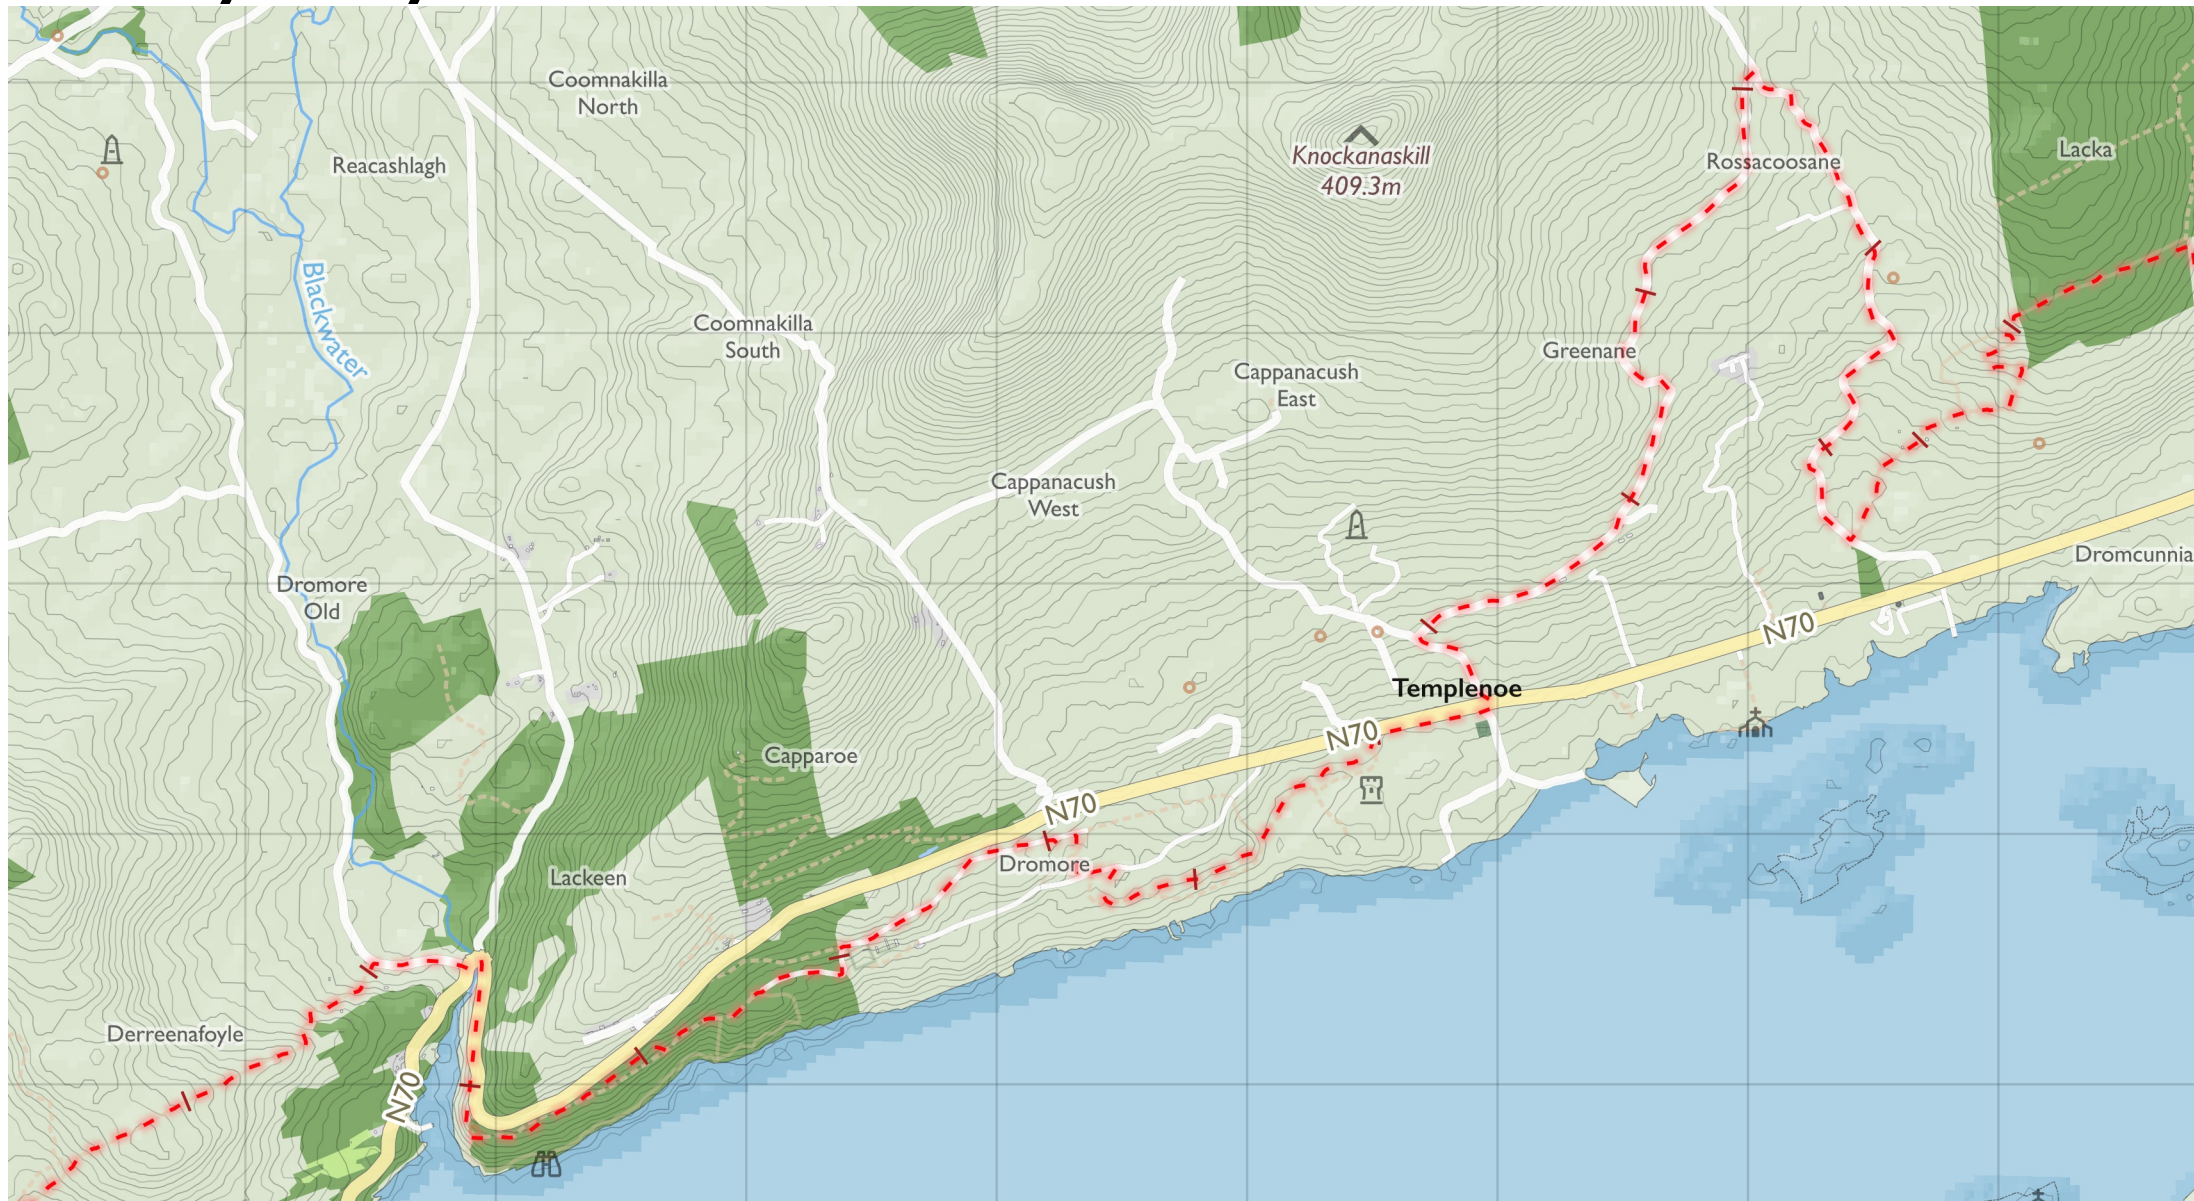 Coomnakilla
North
Reacashlagh
Knockanaskill
409.3m
Rossacoosane
Lacka
Blackwater
Coomnakilla
South
Greenane
Cappanacush
East
Cappanacush
West
Dromore
Old
Dromcunnia
N70
Templenoe
N70
Capparoe
N70
Dromore
Lackeen
Derreenafoyle
N70